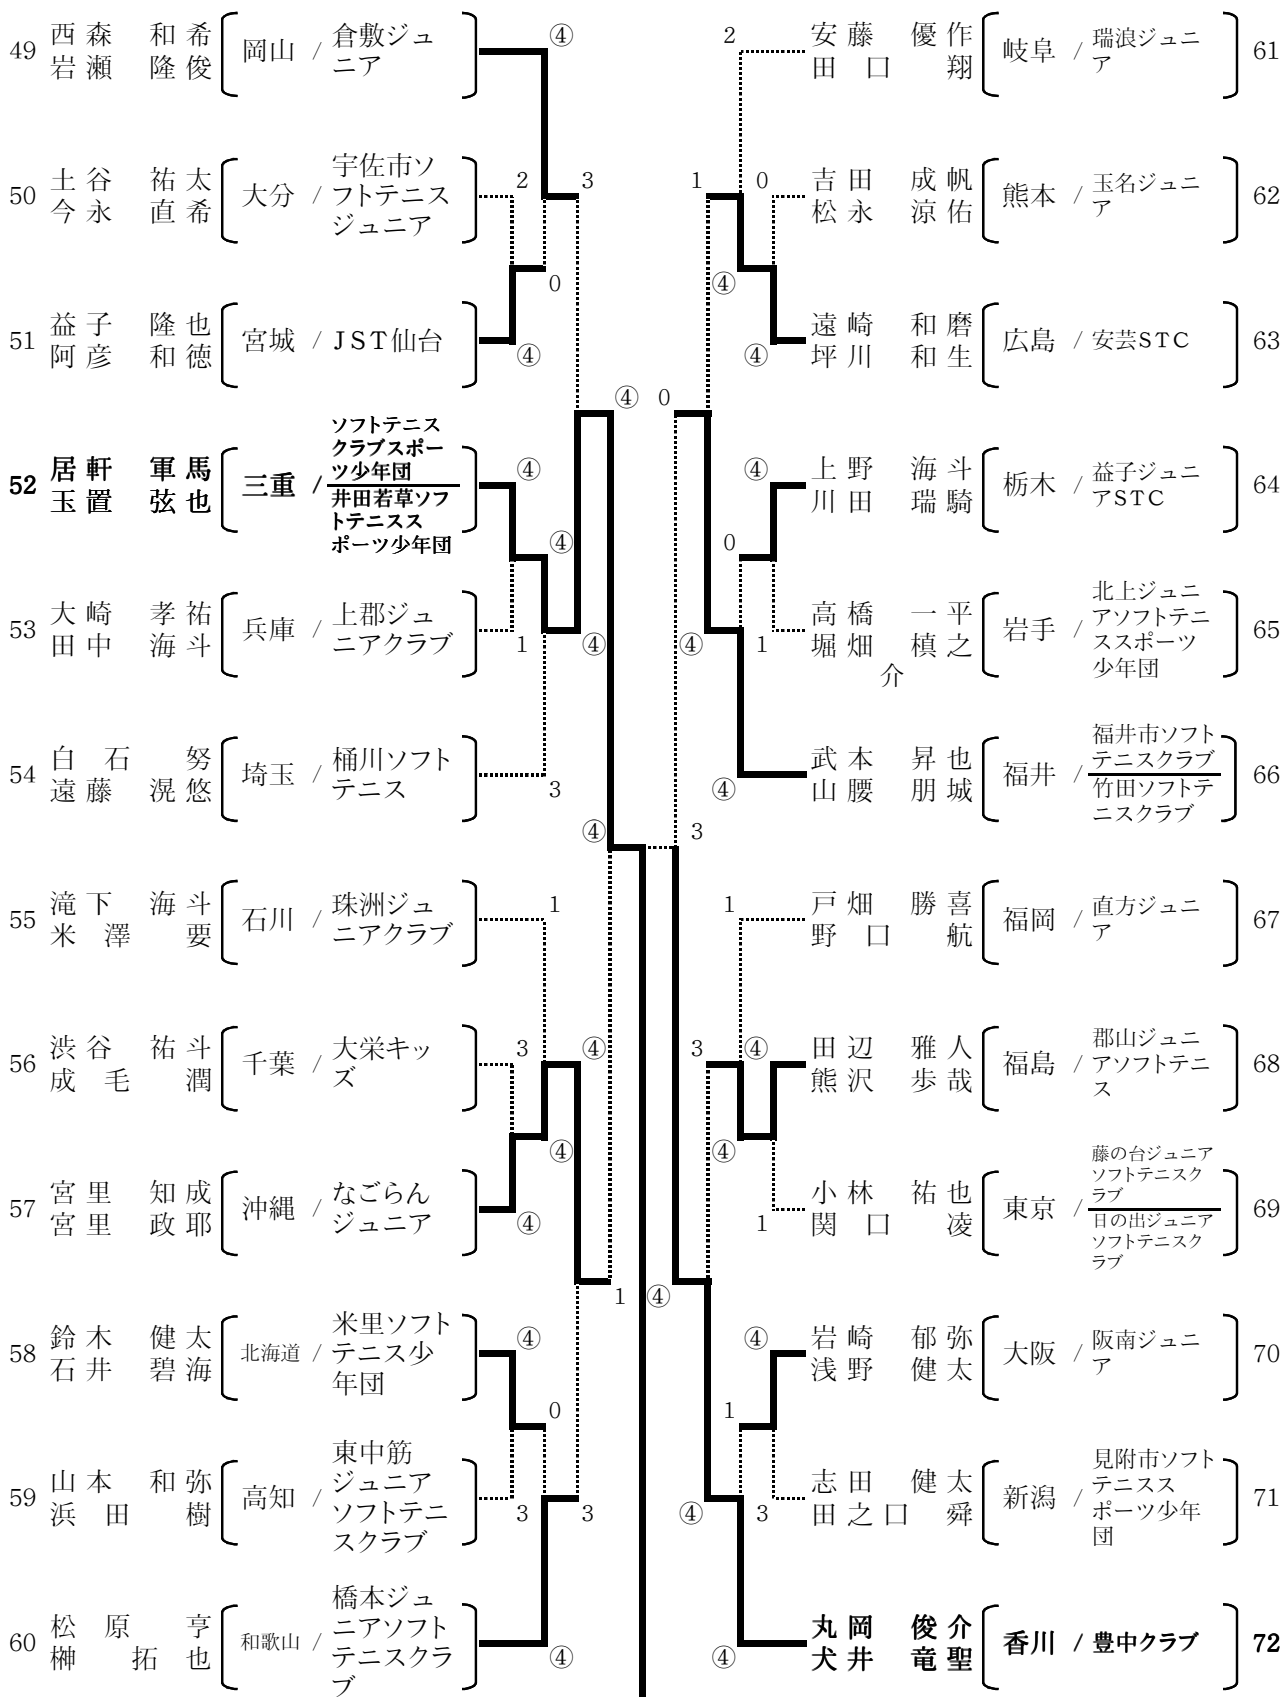 49 西森 和希
岩瀬 隆俊
岡山 / 倉敷ジュ
ニア
④
50 土谷 祐太
今永 直希
大分 / 宇佐市ソ
フトテニス
ジュニア
2 3
0
51 益子 隆也
阿彦 和徳
宮城 / JST仙台
④
④
52 居軒 軍馬
玉置 弦也
三重 / ソフトテニス
クラブスポー
ツ少年団
井田若草ソフ
トテニスス
ポーツ少年団
④
④
53 大崎 孝祐
田中 海斗
兵庫 / 上郡ジュ
ニアクラブ
1 ④
54 白石 努
遠藤 滉悠
埼玉 / 桶川ソフト
テニス
3
④
55 滝下 海斗
米澤 要
石川 / 珠洲ジュ
ニアクラブ
1
56 渋谷 祐斗
成毛 潤
千葉 / 大栄キッ
ズ
3 ④
④
57 宮里 知成
宮里 政耶
沖縄 / なごらん
ジュニア
④
1
58 鈴木 健太
石井 碧海
北海道 / 米里ソフト
テニス少
年団
④
0
59 山本 和弥
浜田 樹
高知 / 東中筋
ジュニア
ソフトテニ
スクラブ
3 3
60 松原 亨
榊 拓也
和歌山 / 橋本ジュ
ニアソフト
テニスクラ
ブ
④
2
安藤 優作
田口 翔
岐阜 / 瑞浪ジュニ
ア
61
1 0
吉田 成帆
松永 涼佑
熊本 / 玉名ジュニ
ア
62
④
④
遠崎 和磨
坪川 和生
広島 / 安芸STC
63
0
④
上野 海斗
川田 瑞騎
栃木 / 益子ジュニ
アSTC
64
0
④ 1
高橋 一平
堀畑 槙之
介
岩手 / 北上ジュニ
アソフトテニ
ススポーツ
少年団
65
④
武本 昇也
山腰 朋城
福井 / 福井市ソフト
テニスクラブ
竹田ソフトテ
ニスクラブ
66
3
1
戸畑 勝喜
野口 航
福岡 / 直方ジュニ
ア
67
3 ④
田辺 雅人
熊沢 歩哉
福島 / 郡山ジュニ
アソフトテニ
ス
68
④
1
小林 祐也
関口 凌
東京 / 藤の台ジュニア
ソフトテニスク
ラブ
日の出ジュニア
ソフトテニスク
ラブ
69
④
④
岩崎 郁弥
浅野 健太
大阪 / 阪南ジュニ
ア
70
1
④ 3
志田 健太
田之口 舜
新潟 / 見附市ソフト
テニスス
ポーツ少年
団
71
④
丸岡 俊介
犬井 竜聖
香川 / 豊中クラブ
72